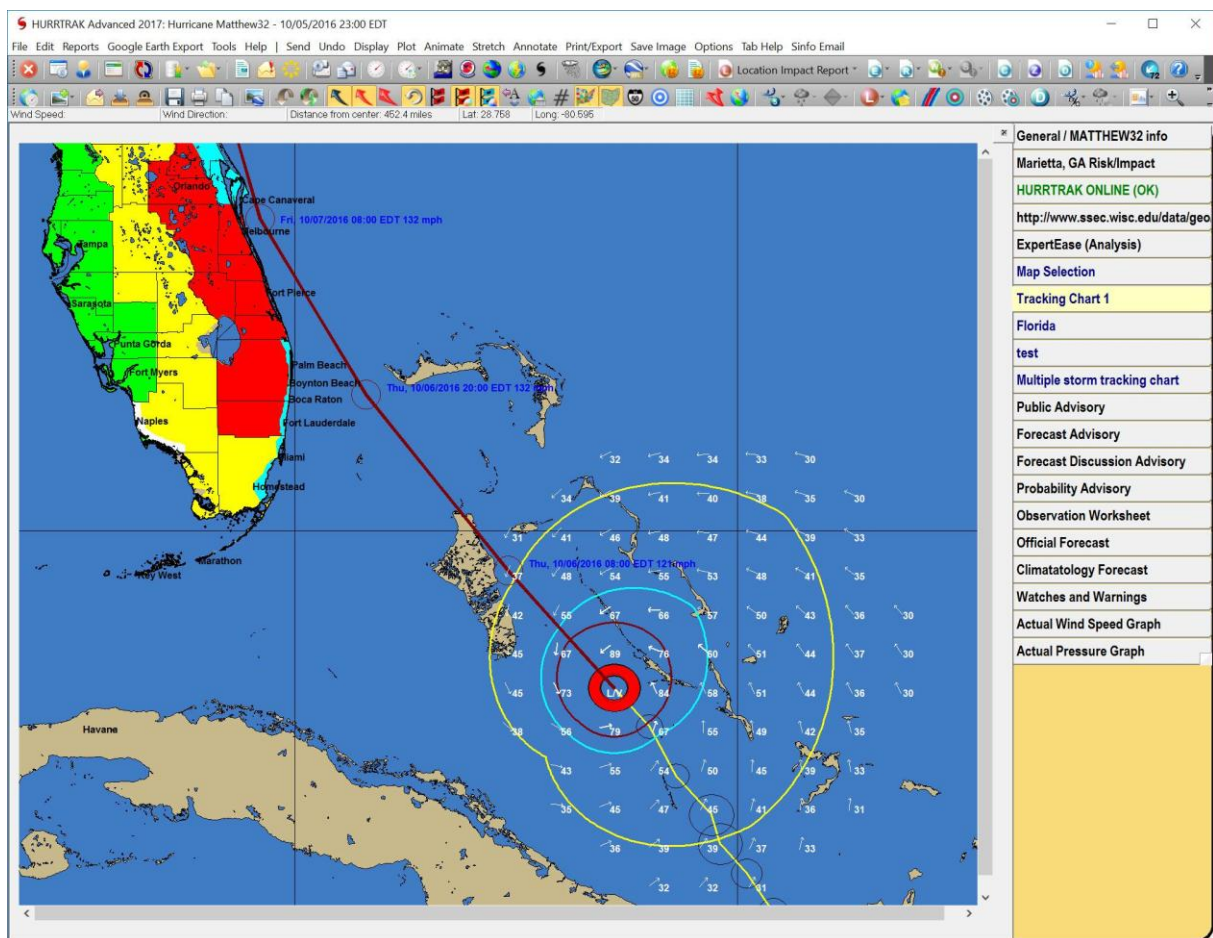 HURRTRAK Advanced 2017: Hurricane Matthew32 - 10/05/2016 23:00 EDT
File Edit Reports Google Earth Export Tools Help | Send Undo Display Plot Animate Stretch Annotate Print/Export Save Image Options Tab Help Sinfo Email
Location Impact Report
Wind Speed: Wind Direction: Distance from center: 452.4 miles Lat: 28.758 Long: -80.595
General / MATTHEW32 info
Marietta, GA Risk/Impact
HURRTRAK ONLINE (OK)
http://www.ssec.wisc.edu/data/geo
ExpertEase (Analysis)
Map Selection
Tracking Chart 1
Florida
test
Multiple storm tracking chart
Public Advisory
Forecast Advisory
Forecast Discussion Advisory
Probability Advisory
Observation Worksheet
Official Forecast
Climatatology Forecast
Watches and Warnings
Actual Wind Speed Graph
Actual Pressure Graph
Orlando
Cape Canaveral
Fri, 10/07/2016 08:00 EDT 132 mph
Melbourne
Tampa
Fort Pierce
Sarasota
Punta Gorda
Palm Beach
Fort Myers
Boynton Beach
Thu, 10/06/2016 20:00 EDT 132 mph
Boca Raton
Naples
Fort Lauderdale
Miami
Homestead
Marathon
Key West
Thu, 10/06/2016 08:00 EDT 121 mph
Havane
32 34 34 33 30
34 39 41 40 38 35 30
31 41 46 48 47 44 39 33
37 48 54 55 53 48 41 35
42 55 67 66 57 50 43 36 30
45 67 89 76 60 51 44 37 30
45 73 L/V 84 58 51 44 36 30
38 56 79 67 55 49 42 35
43 55 54 50 45 39 33
35 45 47 45 41 36 31
36 39 39 37 33
32 32 31